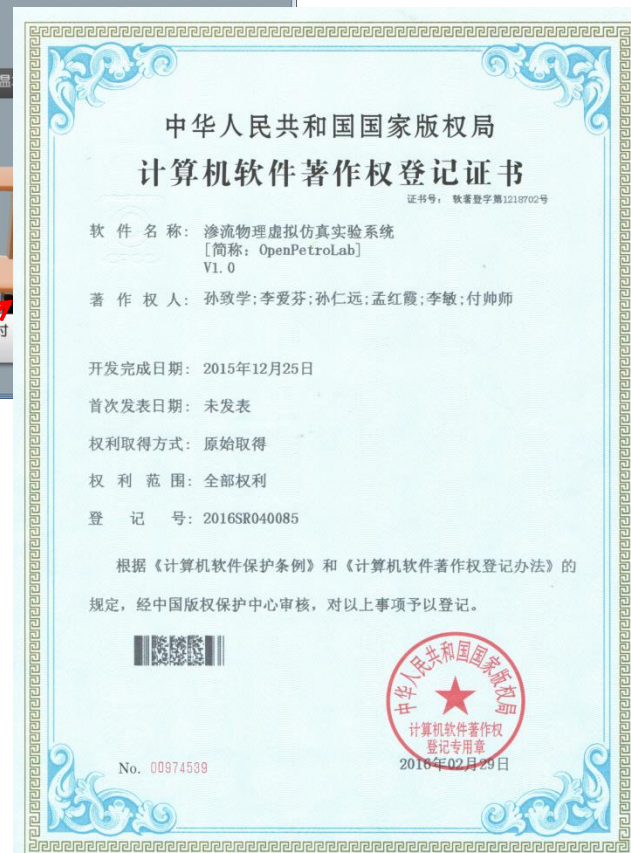 温
时
中华人民共和国国家版权局
计算机软件著作权登记证书
证书号: 软著登字第1218702号
软件名称: 渗流物理虚拟仿真实验系统
[简称: OpenPetroLab]
V1.0
著作权人: 孙致学;李爱芬;孙仁远;孟红霞;李敏;付帅师
开发完成日期: 2015年12月25日
首次发表日期: 未发表
权利取得方式: 原始取得
权利范围: 全部权利
登记号: 2016SR040085
根据《计算机软件保护条例》和《计算机软件著作权登记办法》的
规定, 经中国版权保护中心审核, 对以上事项予以登记。
中华人民共和国国家版权局
计算机软件著作权
登记专用章
No. 00974539
2016年02月29日